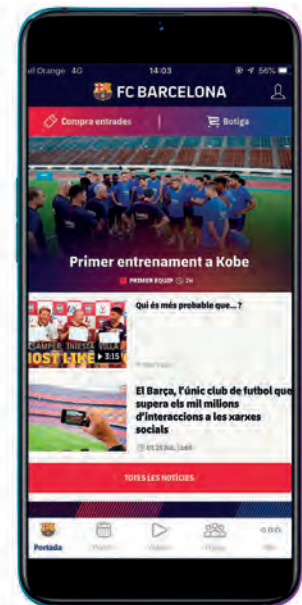 el Orange 4G 14:03 56%
FC BARCELONA
Compra entrades Botiga
Primer entrenament a Kobe
PRIMER EQUIP 2H
Qui és més probable que...?
SAMPER, INIESTA, VILLA
MOST LIKE
3:15
El Barça, l'únic club de futbol que
supera els mil milions
d'interaccions a les xarxes
socials
TOTES LES NOTÍCIES
Portada